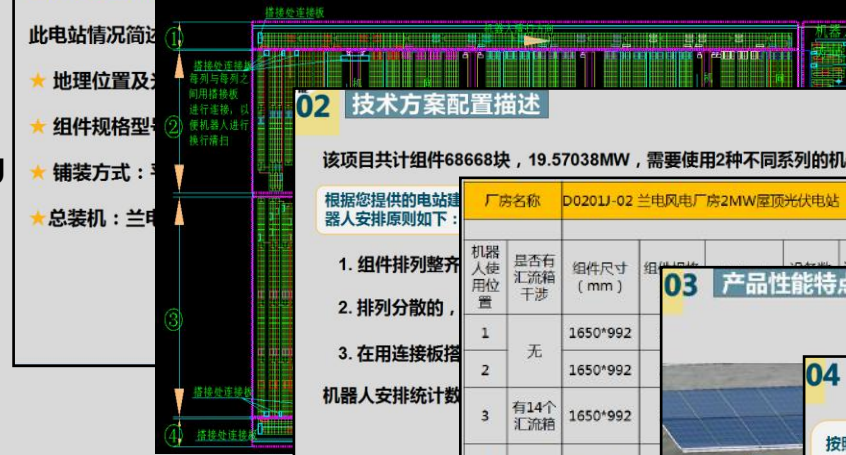 此电站情况简述
★ 地理位置及
★ 组件规格型号
★ 铺装方式：
★总装机：兰电
搭接处连接板
①
搭接处连接板
每列与每列之
间用搭接板
进行连接，以
便机器人进行
换行清扫
②
③
搭接处连接板
④
搭接处连接板
机器
02 技术方案配置描述
该项目共计组件68668块，19.57038MW，需要使用2种不同系列的机
根据您提供的电站建
器人安排原则如下：
1. 组件排列整齐
2. 排列分散的，
3. 在用连接板搭
机器人安排统计数
厂房名称 D0201J-02 兰电风电厂房2MW屋顶光伏电站
机器人使用位置 是否有汇流箱干涉 组件尺寸（mm）
1 无 1650*992
2 1650*992
3 有14个汇流箱 1650*992
03 产品性能特点
04
按照